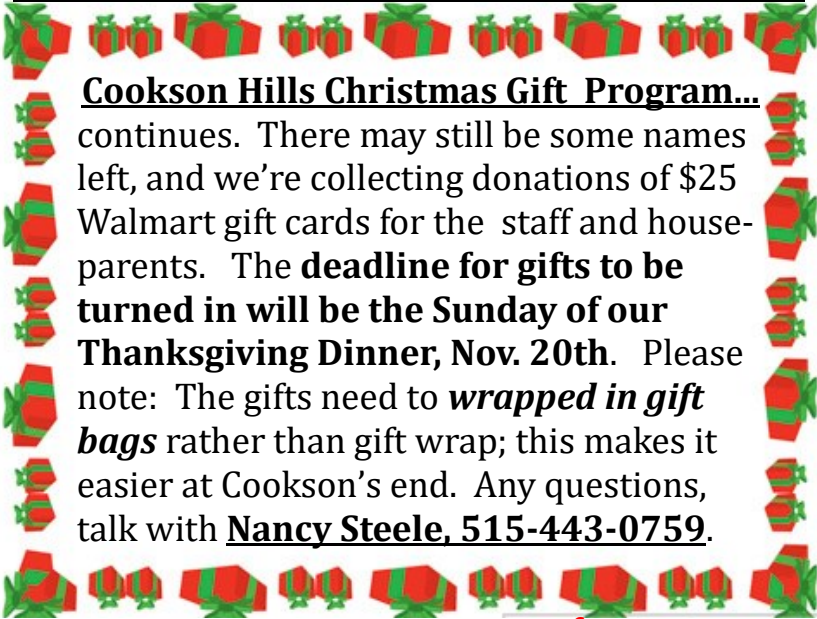 Cookson Hills Christmas Gift  Program...
continues.  There may still be some names
left, and we’re collecting donations of $25
Walmart gift cards for the  staff and house-
parents.   The deadline for gifts to be
turned in will be the Sunday of our
Thanksgiving Dinner, Nov. 20th.   Please
note:  The gifts need to wrapped in gift
bags rather than gift wrap; this makes it
easier at Cookson’s end.  Any questions,
talk with Nancy Steele, 515-443-0759.